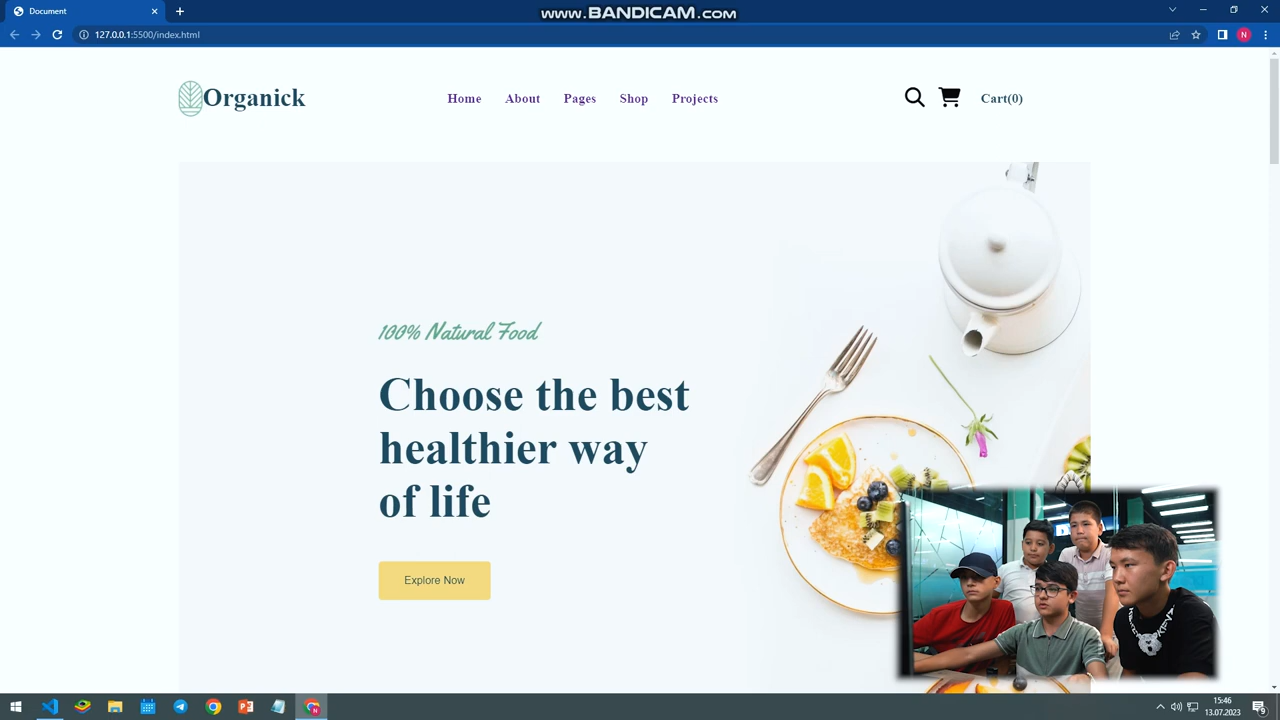 Document
www.BANDICAM.com
127.0.0.1:5500/index.html
N
Organick
Home
About
Pages
Shop
Projects
Cart(0)
100% Natural Food
Choose the best
healthier way
of life
Explore Now
15:46
13.07.2023
9